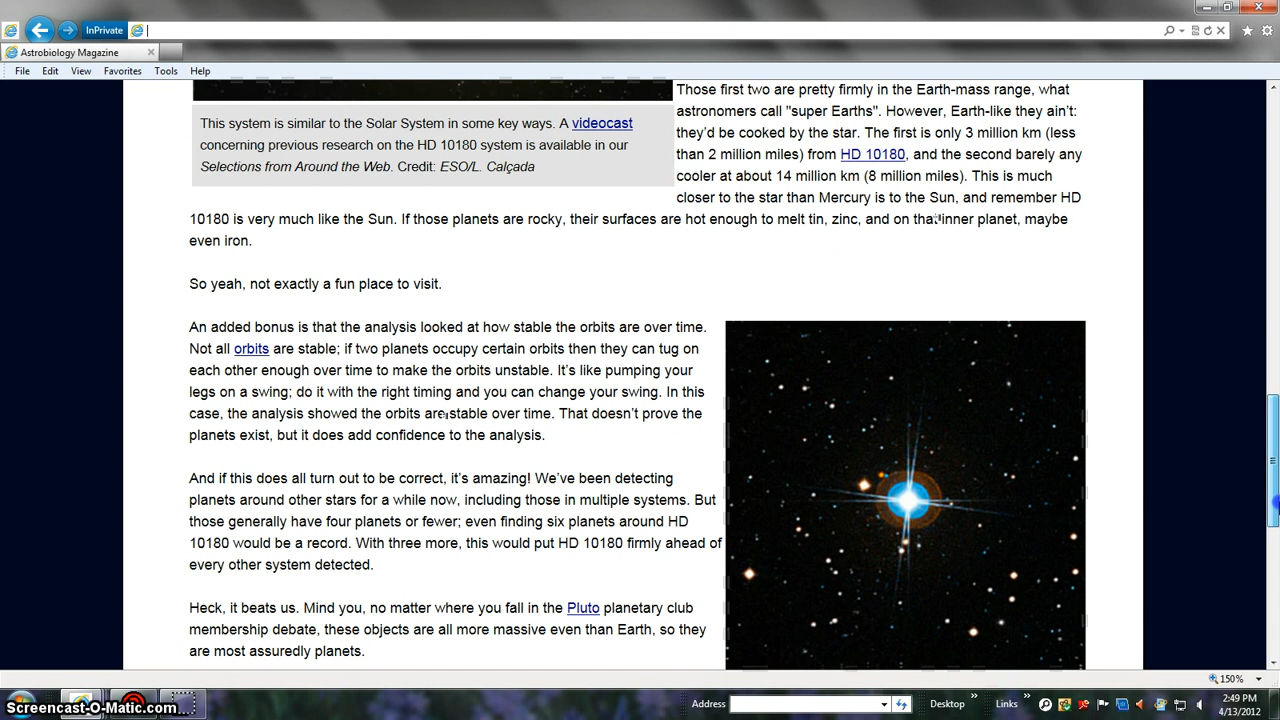 InPrivate
Astrobiology Magazine
File Edit View Favorites Tools Help
Those first two are pretty firmly in the Earth-mass range, what
astronomers call "super Earths". However, Earth-like they ain't:
they'd be cooked by the star. The first is only 3 million km (less
than 2 million miles) from HD 10180, and the second barely any
cooler at about 14 million km (8 million miles). This is much
closer to the star than Mercury is to the Sun, and remember HD
10180 is very much like the Sun. If those planets are rocky, their surfaces are hot enough to melt tin, zinc, and on that inner planet, maybe
even iron.
This system is similar to the Solar System in some key ways. A videocast
concerning previous research on the HD 10180 system is available in our
Selections from Around the Web. Credit: ESO/L. Calçada
So yeah, not exactly a fun place to visit.
An added bonus is that the analysis looked at how stable the orbits are over time.
Not all orbits are stable; if two planets occupy certain orbits then they can tug on
each other enough over time to make the orbits unstable. It's like pumping your
legs on a swing; do it with the right timing and you can change your swing. In this
case, the analysis showed the orbits are stable over time. That doesn't prove the
planets exist, but it does add confidence to the analysis.
And if this does all turn out to be correct, it's amazing! We've been detecting
planets around other stars for a while now, including those in multiple systems. But
those generally have four planets or fewer; even finding six planets around HD
10180 would be a record. With three more, this would put HD 10180 firmly ahead of
every other system detected.
Heck, it beats us. Mind you, no matter where you fall in the Pluto planetary club
membership debate, these objects are all more massive even than Earth, so they
are most assuredly planets.
150%
Screencast-O-Matic.com
Address
Desktop
Links
2:49 PM
4/13/2012